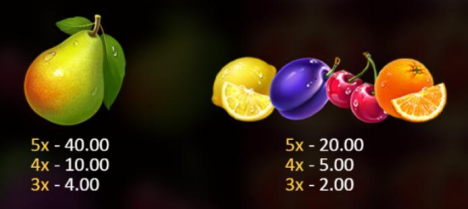 5x - 40.00
4x - 10.00
3x - 4.00
5x - 20.00
4x - 5.00
3x - 2.00